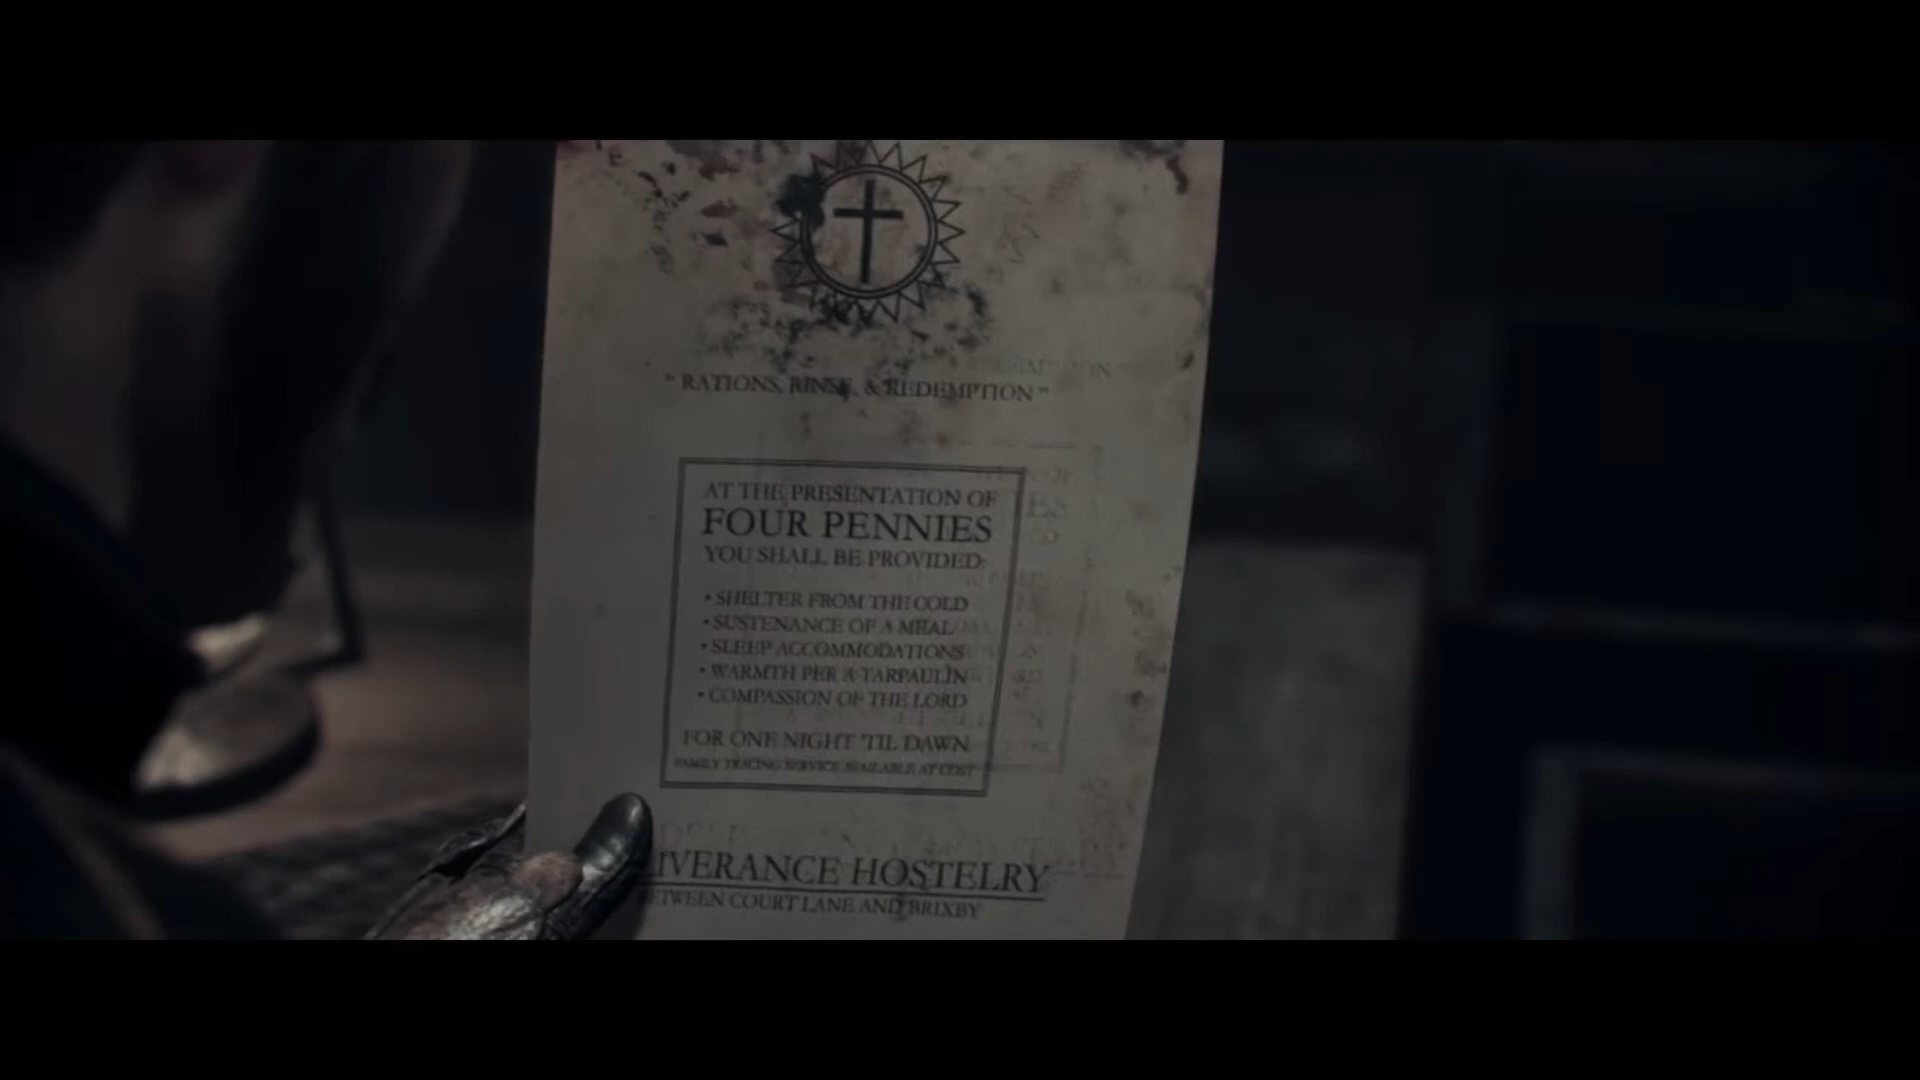 " RATIONS, RINSE, & REDEMPTION "
AT THE PRESENTATION OF
FOUR PENNIES
YOU SHALL BE PROVIDED:
• SHELTER FROM THE COLD
• SUSTENANCE OF A MEAL
• SLEEP ACCOMMODATIONS
• WARMTH PER A TARPAULIN
• COMPASSION OF THE LORD
FOR ONE NIGHT 'TIL DAWN
FAMILY TRACING SERVICE AVAILABLE AT COST
LIVERANCE HOSTELRY
BETWEEN COURT LANE AND BRIXBY